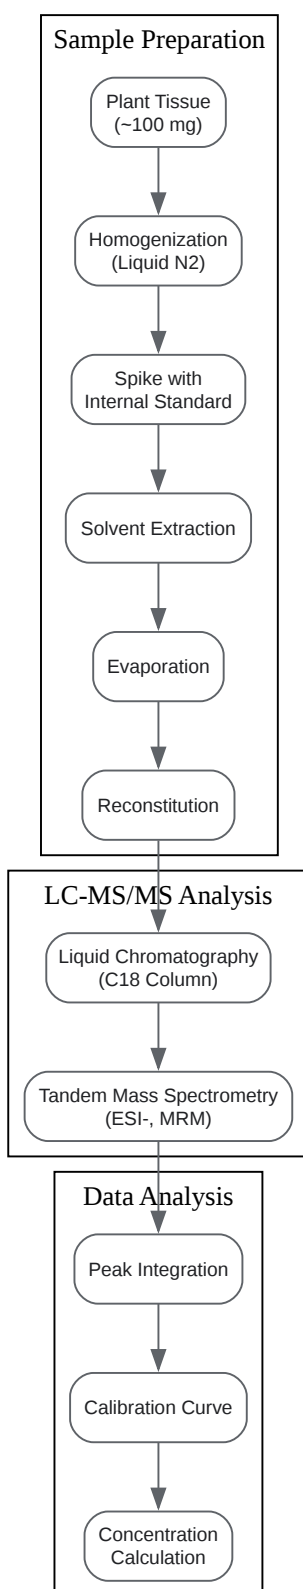 Sample Preparation
Plant Tissue
(~100 mg)
Homogenization
(Liquid N2)
Spike with
Internal Standard
Solvent Extraction
Evaporation
Reconstitution
LC-MS/MS Analysis
Liquid Chromatography
(C18 Column)
Tandem Mass Spectrometry
(ESI-, MRM)
Data Analysis
Peak Integration
Calibration Curve
Concentration
Calculation